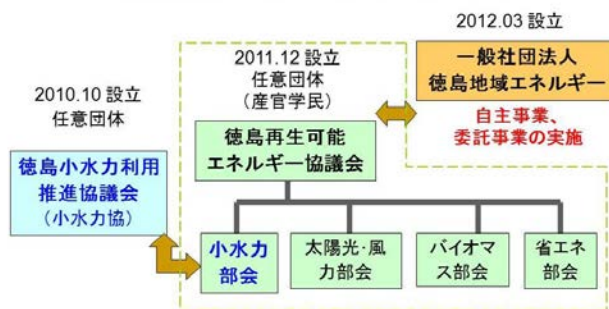 2010.10 設立
任意団体
徳島小水力利用
推進協議会
(小水力協)
2011.12 設立
任意団体
(産官学民)
徳島再生可能
エネルギー協議会
2012.03 設立
一般社団法人
徳島地域エネルギー
自主事業、
委託事業の実施
小水力
部会
太陽光・風
力部会
バイオマ
ス部会
省エネ
部会